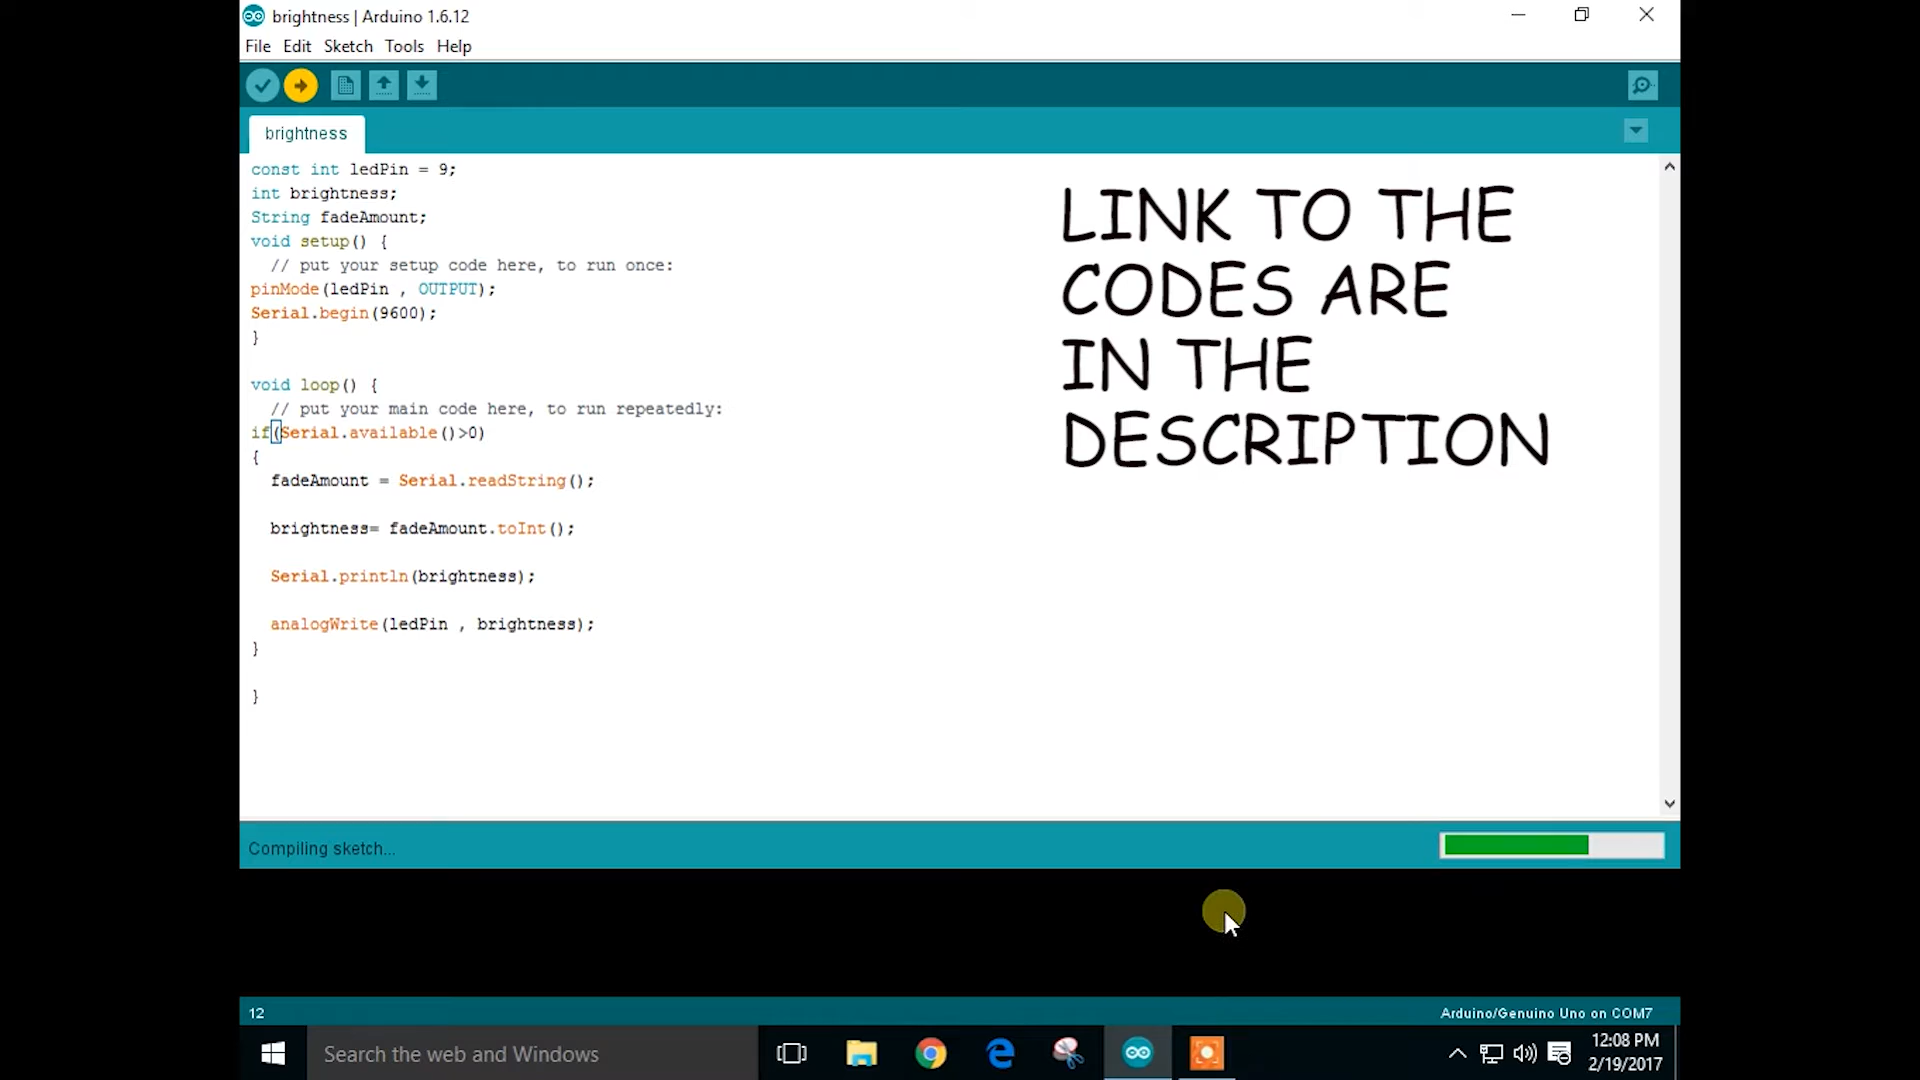 brightness | Arduino 1.6.12
File Edit Sketch Tools Help
brightness
const int ledPin = 9;
int brightness;
String fadeAmount;
void setup() {
  // put your setup code here, to run once:
pinMode(ledPin , OUTPUT);
Serial.begin(9600);
}
void loop() {
  // put your main code here, to run repeatedly:
if(Serial.available()>0)
{
  fadeAmount = Serial.readString();
  brightness= fadeAmount.toInt();
  Serial.println(brightness);
  analogWrite(ledPin , brightness);
}
}
LINK TO THE
CODES ARE
IN THE
DESCRIPTION
Compiling sketch...
12
Arduino/Genuino Uno on COM7
Search the web and Windows
12:08 PM
2/19/2017